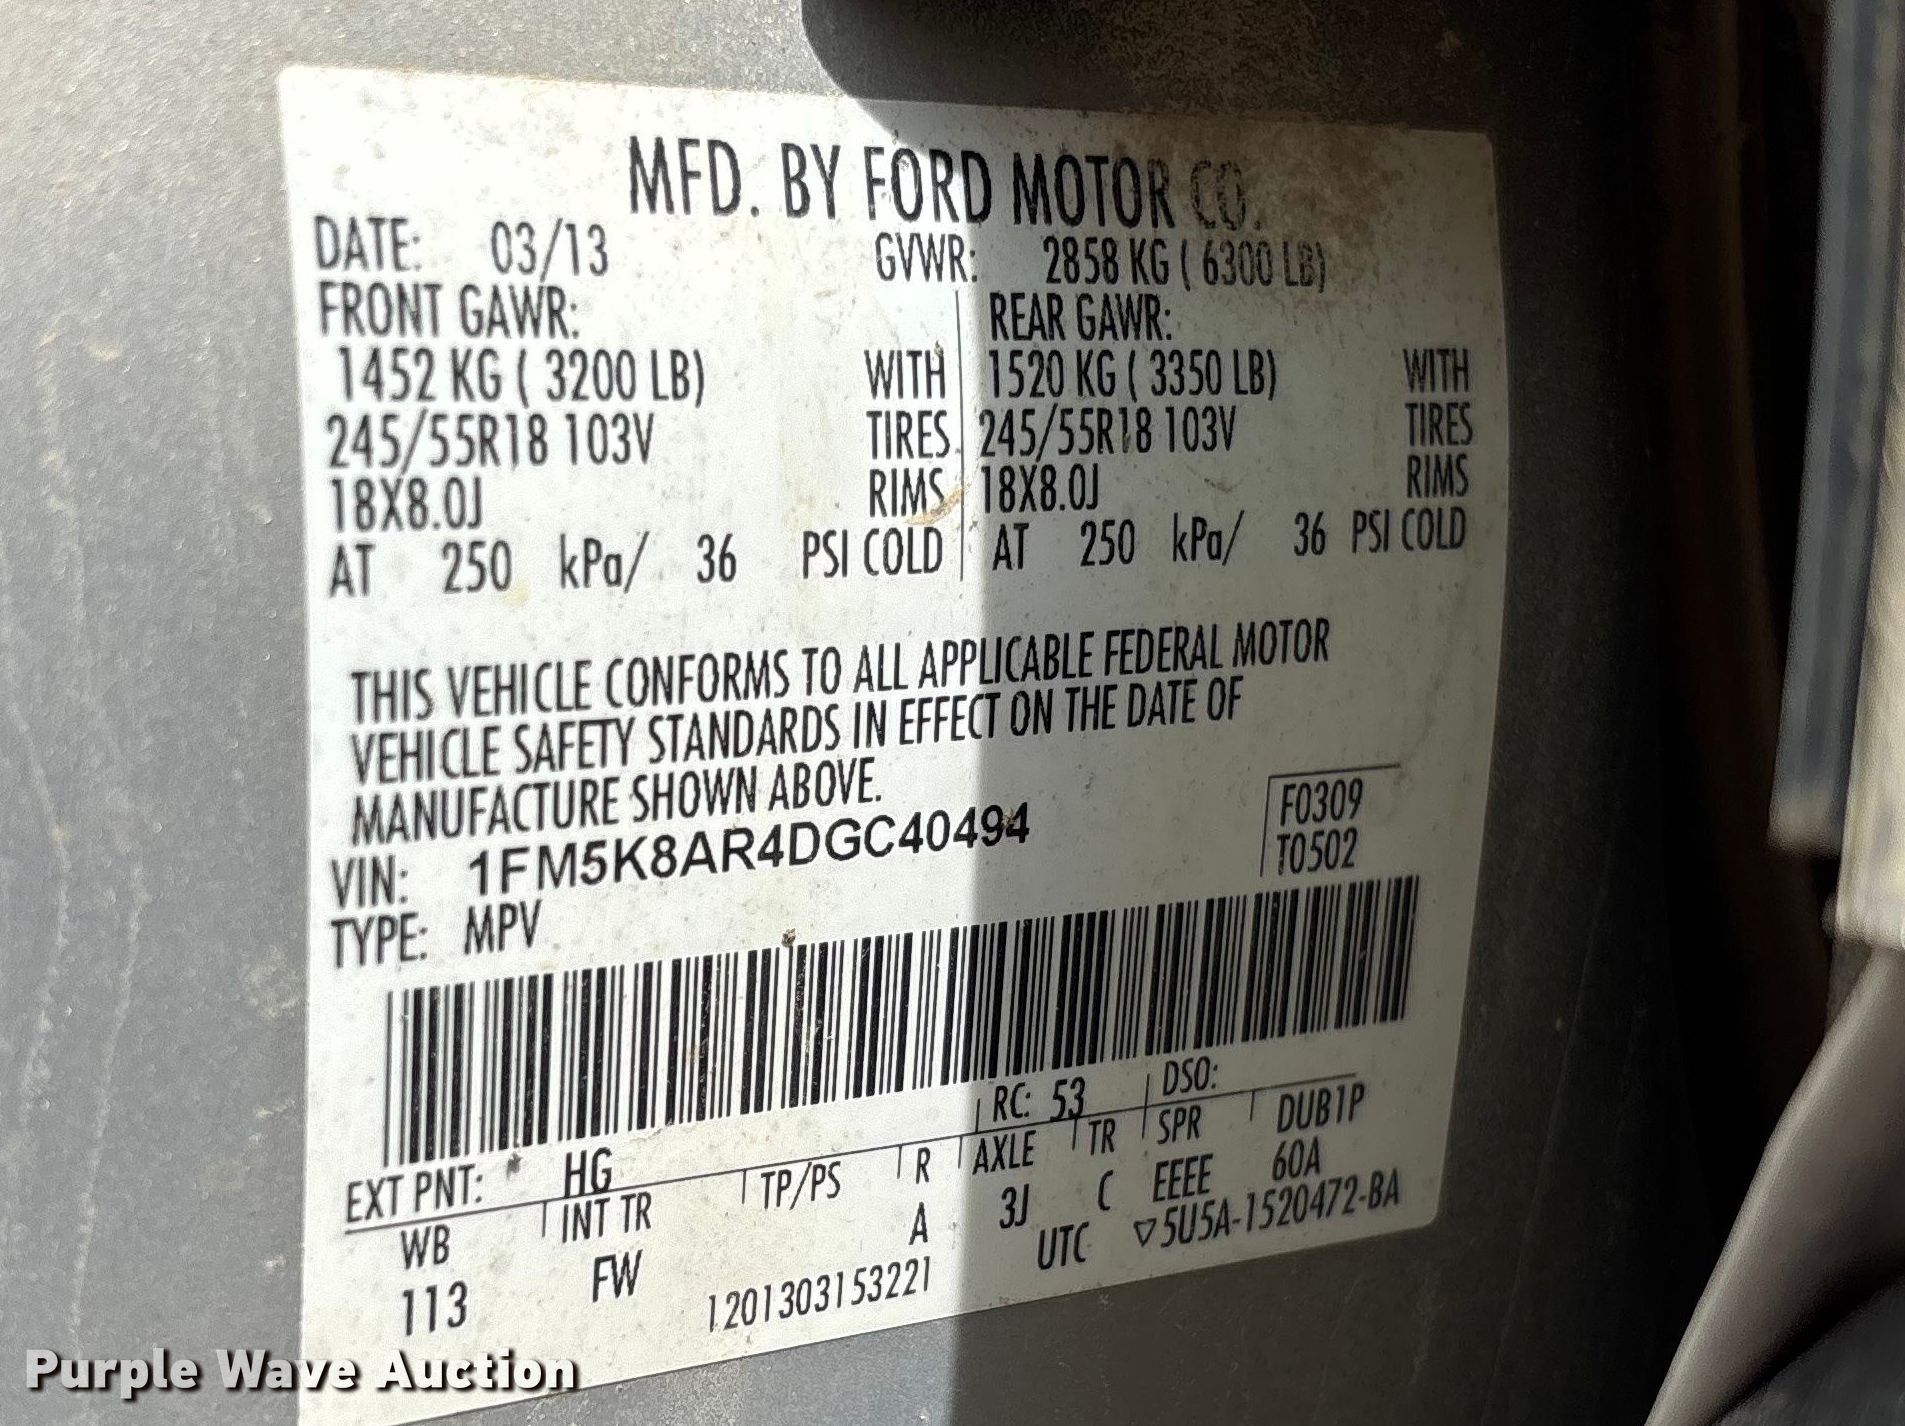 MFD. BY FORD MOTOR CO.
DATE: 03/13 GVWR: 2858 KG ( 6300 LB)
FRONT GAWR: REAR GAWR:
1452 KG ( 3200 LB) WITH 1520 KG ( 3350 LB) WITH
245/55R18 103V TIRES 245/55R18 103V TIRES
18X8.0J RIMS 18X8.0J RIMS
AT 250 kPa/ 36 PSI COLD AT 250 kPa/ 36 PSI COLD
THIS VEHICLE CONFORMS TO ALL APPLICABLE FEDERAL MOTOR
VEHICLE SAFETY STANDARDS IN EFFECT ON THE DATE OF
MANUFACTURE SHOWN ABOVE.
VIN: 1FM5K8AR4DGC40494
F0309
T0502
TYPE: MPV
EXT PNT: HG RC: 53 DSO:
WB INT TR TP/PS R AXLE TR SPR DUB1P
113 FW A 3J C EEEE 60A
1201303153221 UTC ▽5U5A-1520472-BA
Purple Wave Auction